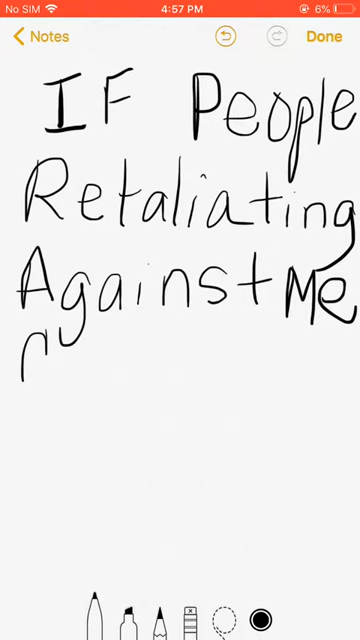 No SIM 4:57 PM 6%
Notes Done
IF People
Retaliating
Against Me